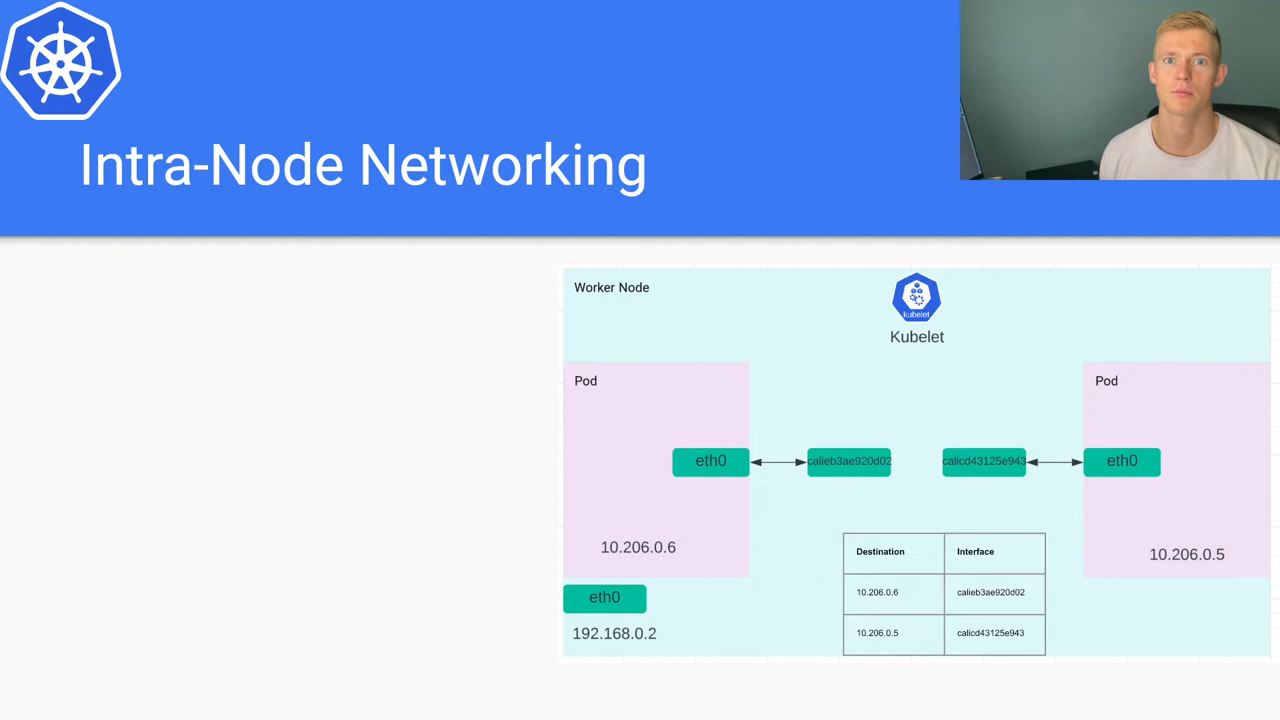 Intra-Node Networking
Worker Node
kubelet
Kubelet
Pod
Pod
eth0
calieb3ae920d02
calicd43125e943
eth0
10.206.0.6
10.206.0.5
Destination Interface
10.206.0.6 calieb3ae920d02
10.206.0.5 calicd43125e943
eth0
192.168.0.2